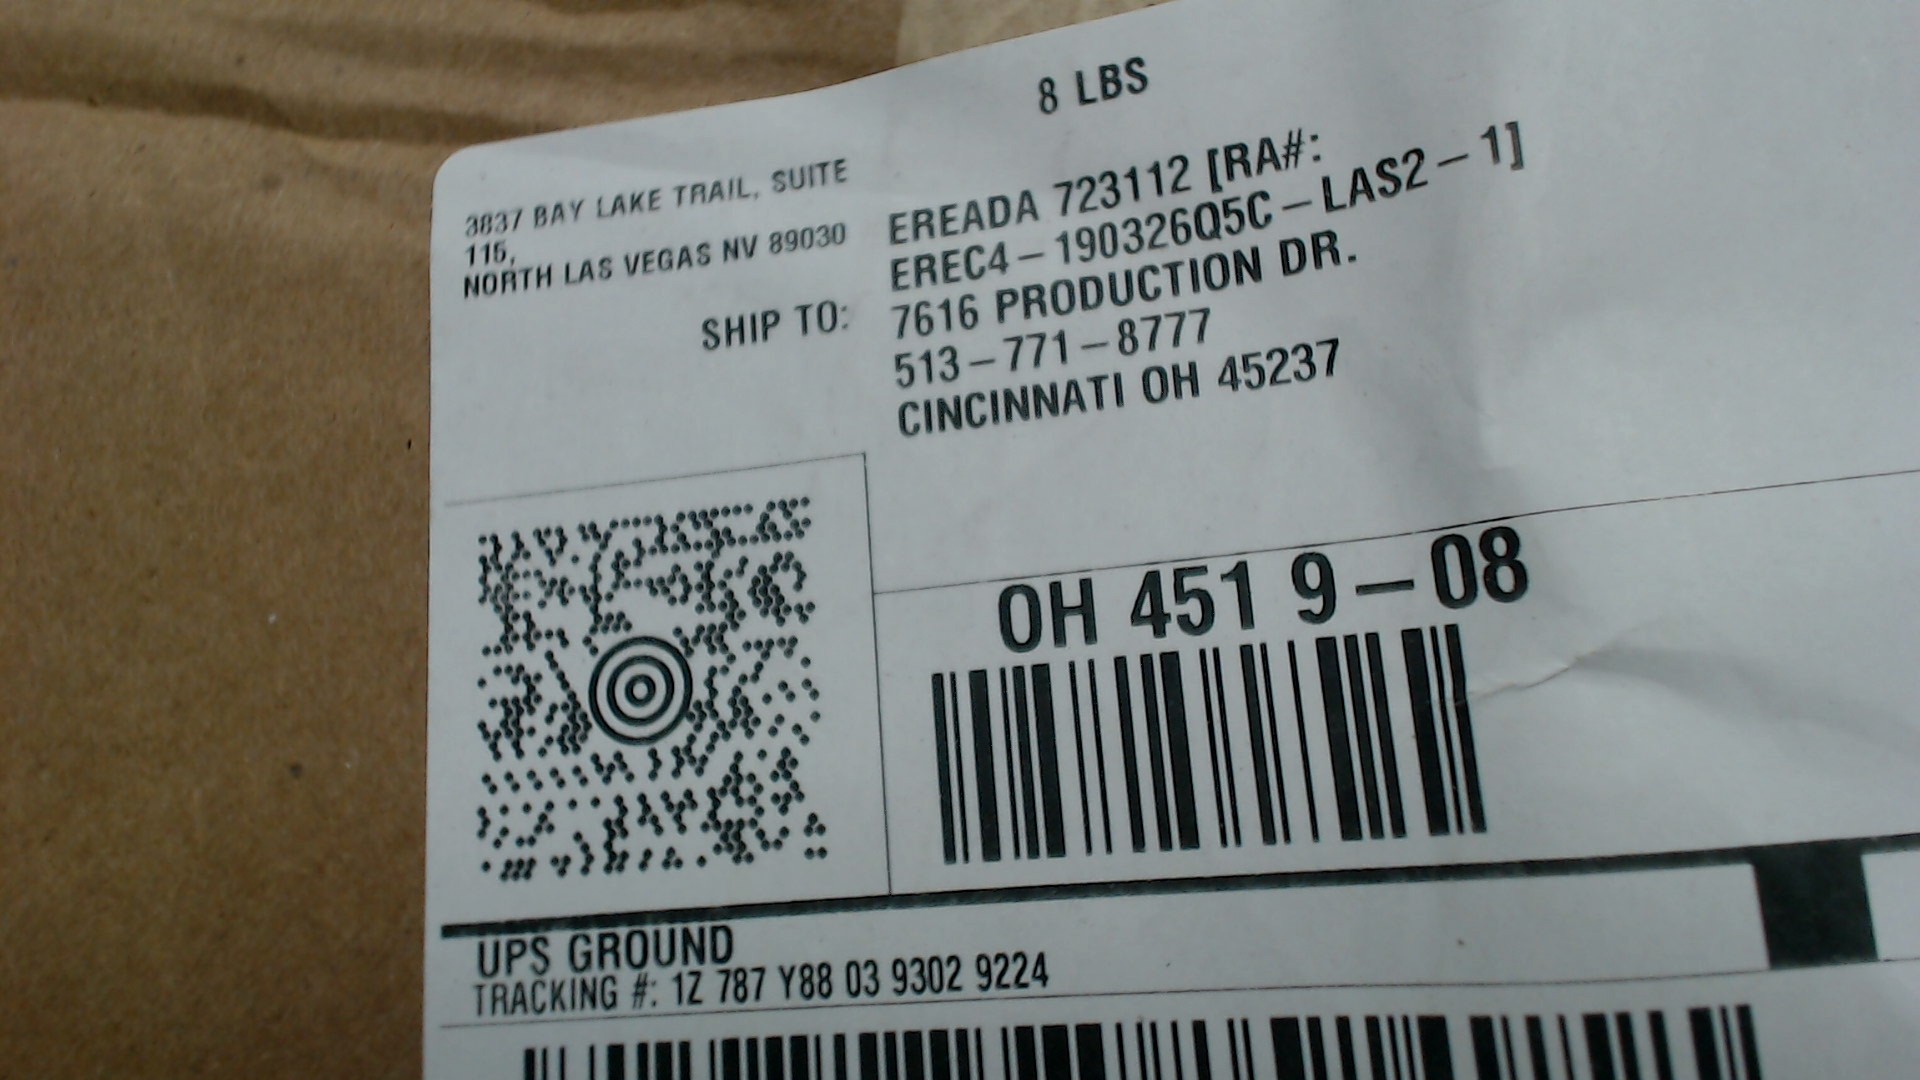 8 LBS
3837 BAY LAKE TRAIL, SUITE
115,
NORTH LAS VEGAS NV 89030
SHIP TO:
EREADA 723112 [RA#:
EREC4-190326Q5C-LAS2-1]
7616 PRODUCTION DR.
513-771-8777
CINCINNATI OH 45237
OH 451 9-08
UPS GROUND
TRACKING #: 1Z 787 Y88 03 9302 9224